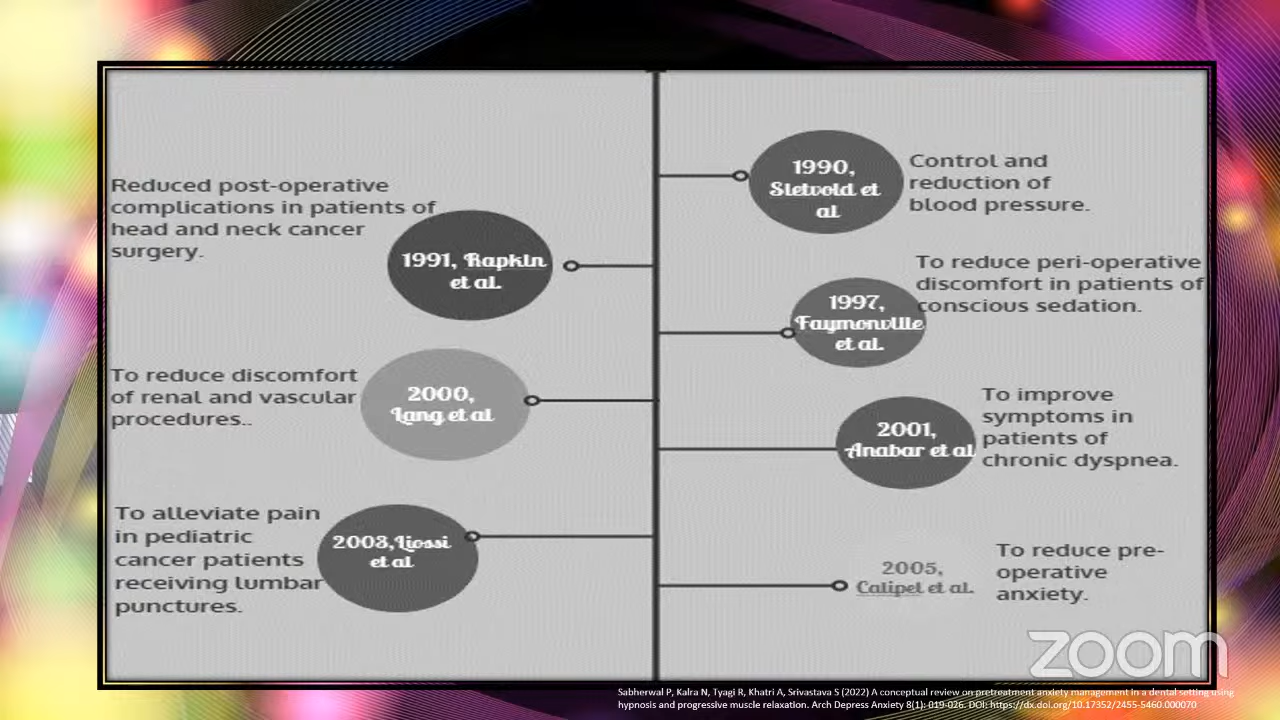 1990,
Sletvold et
al
Control and
reduction of
blood pressure.
Reduced post-operative
complications in patients of
head and neck cancer
surgery.
1991, Rapkin
et al.
1997,
Faymonville
et al.
To reduce peri-operative
discomfort in patients of
conscious sedation.
To reduce discomfort
of renal and vascular
procedures..
2000,
Lang et al
2001,
Anabar et al
To improve
symptoms in
patients of
chronic dyspnea.
To alleviate pain
in pediatric
cancer patients
receiving lumbar
punctures.
2003,Liossi
et al
2005,
Calipel et al.
To reduce pre-
operative
anxiety.
zoom
Sabherwal P, Kalra N, Tyagi R, Khatri A, Srivastava S (2022) A conceptual review on pretreatment anxiety management in a dental setting using
hypnosis and progressive muscle relaxation. Arch Depress Anxiety 8(1): 019-026. DOI: https://dx.doi.org/10.17352/2455-5460.000070